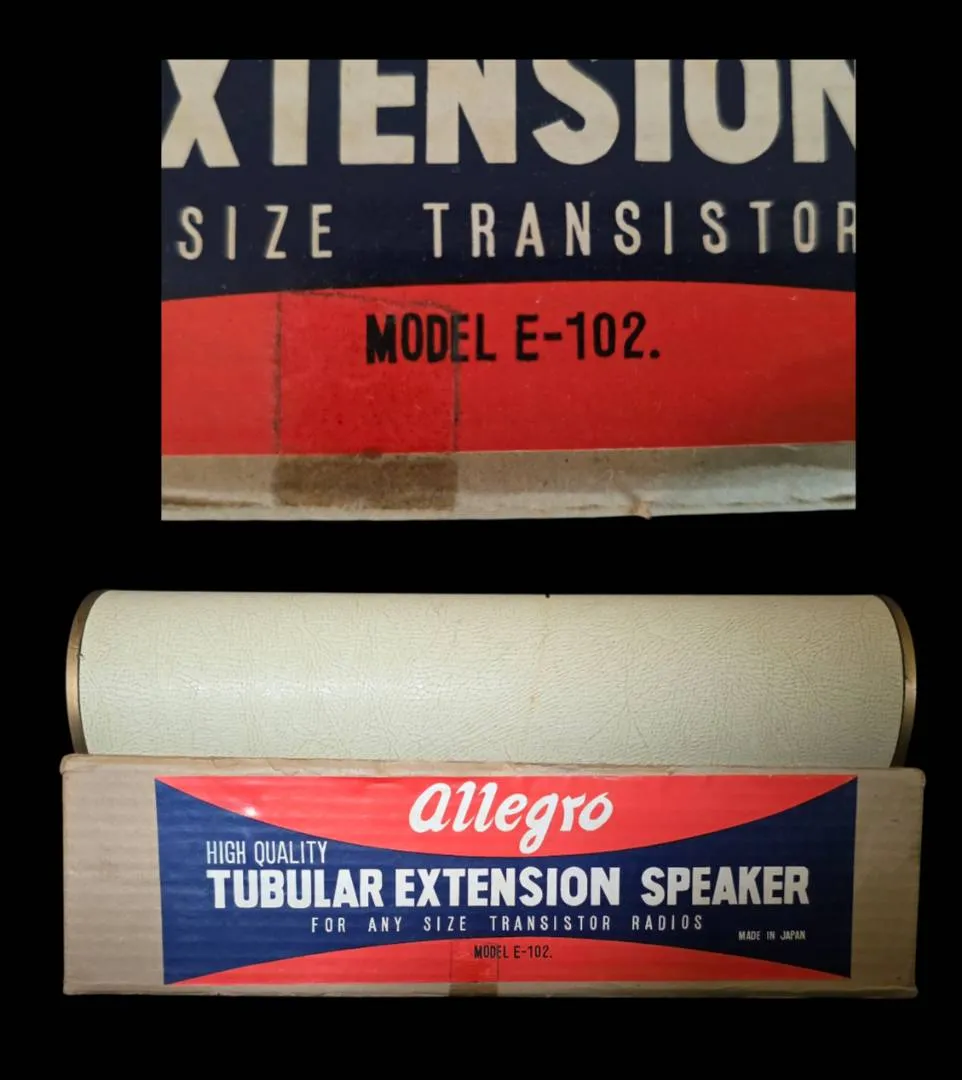 XTENSION
SIZE TRANSISTOR
MODEL E-102.
allegro
HIGH QUALITY
TUBULAR EXTENSION SPEAKER
FOR ANY SIZE TRANSISTOR RADIOS
MADE IN JAPAN
MODEL E-102.